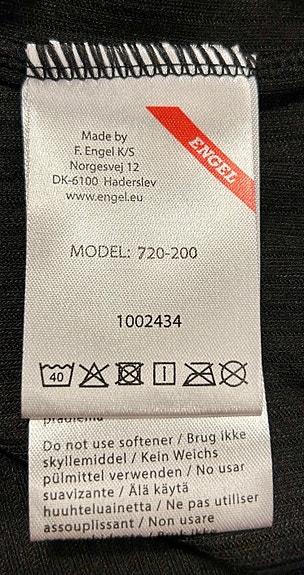 Made by
F. Engel K/S
Norgesvej 12
DK-6100 Haderslev
www.engel.eu
ENGEL
MODEL: 720-200
1002434
40
Do not use softener / Brug ikke
skyllemiddel / Kein Weichs
pülmittel verwenden / No usar
suavizante / Älä käytä
huuhteluainetta / Ne pas utiliser
assouplissant / Non usare